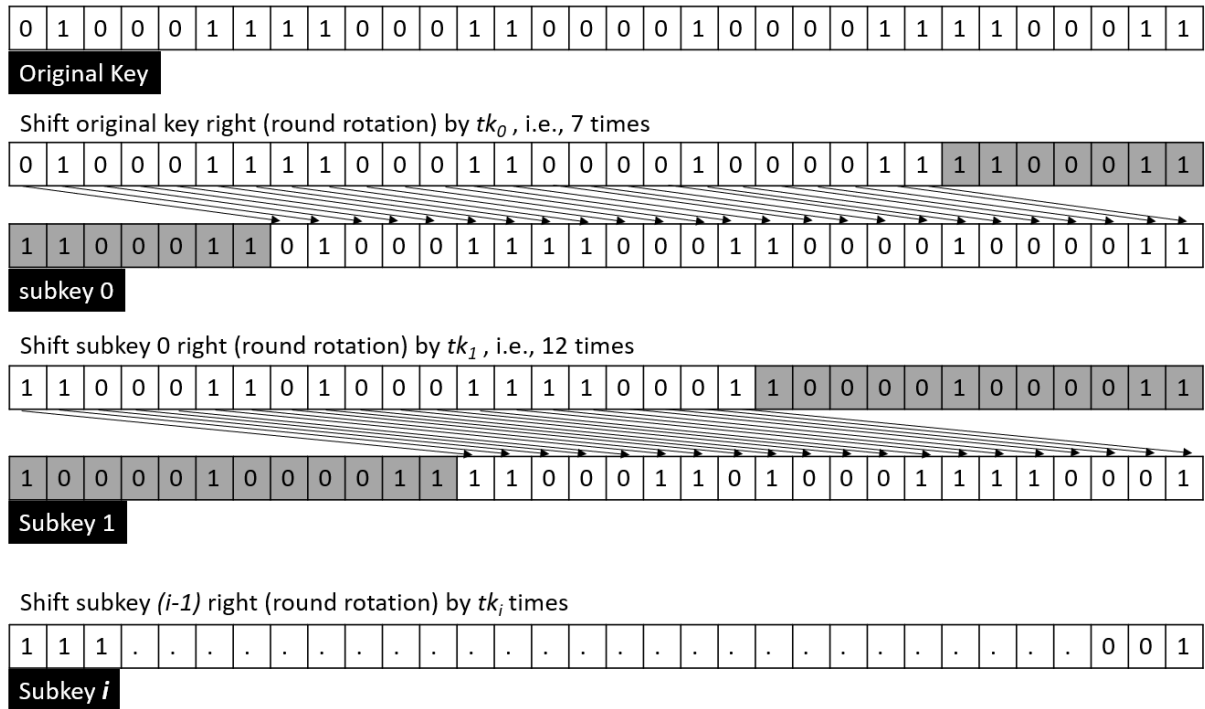 0 1 0 0 0 1 1 1 1 0 0 0 1 1 0 0 0 0 1 0 0 0 0 1 1 1 1 0 0 0 1 1
Original Key
Shift original key right (round rotation) by tk0 , i.e., 7 times
0 1 0 0 0 1 1 1 1 0 0 0 1 1 0 0 0 0 1 0 0 0 0 1 1 1 1 0 0 0 1 1
1 1 0 0 0 1 1 0 1 0 0 0 1 1 1 1 0 0 0 1 1 0 0 0 0 1 0 0 0 0 1 1
subkey 0
Shift subkey 0 right (round rotation) by tk1 , i.e., 12 times
1 1 0 0 0 1 1 0 1 0 0 0 1 1 1 1 0 0 0 1 1 0 0 0 0 1 0 0 0 0 1 1
1 0 0 0 0 1 0 0 0 0 1 1 1 1 0 0 0 1 1 0 1 0 0 0 1 1 1 1 0 0 0 1
Subkey 1
Shift subkey (i-1) right (round rotation) by tki times
1 1 1 . . . . . . . . . . . . . . . . . . . . . . . . . . 0 0 1
Subkey i